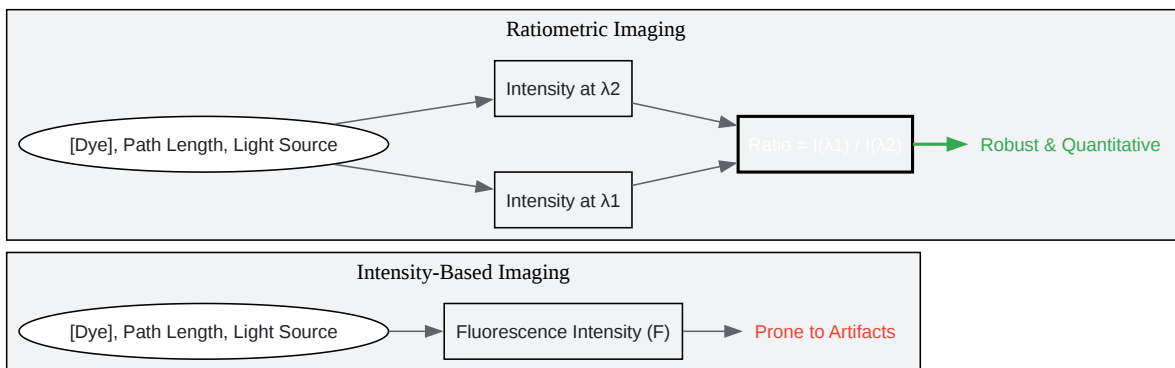 Ratiometric Imaging
Intensity at λ2
[Dye], Path Length, Light Source
Ratio = I(λ1) / I(λ2)
Robust & Quantitative
Intensity at λ1
Intensity-Based Imaging
[Dye], Path Length, Light Source
Fluorescence Intensity (F)
Prone to Artifacts